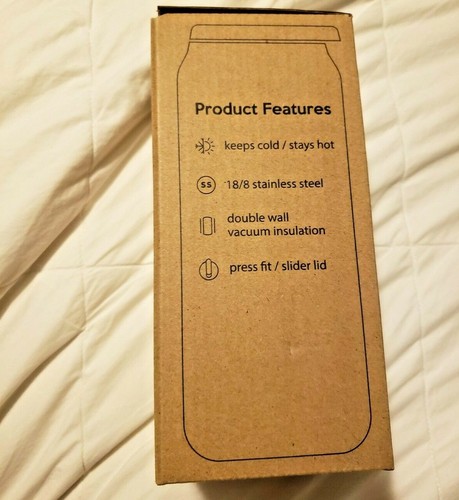 Product Features
keeps cold / stays hot
ss
18/8 stainless steel
double wall
vacuum insulation
press fit / slider lid